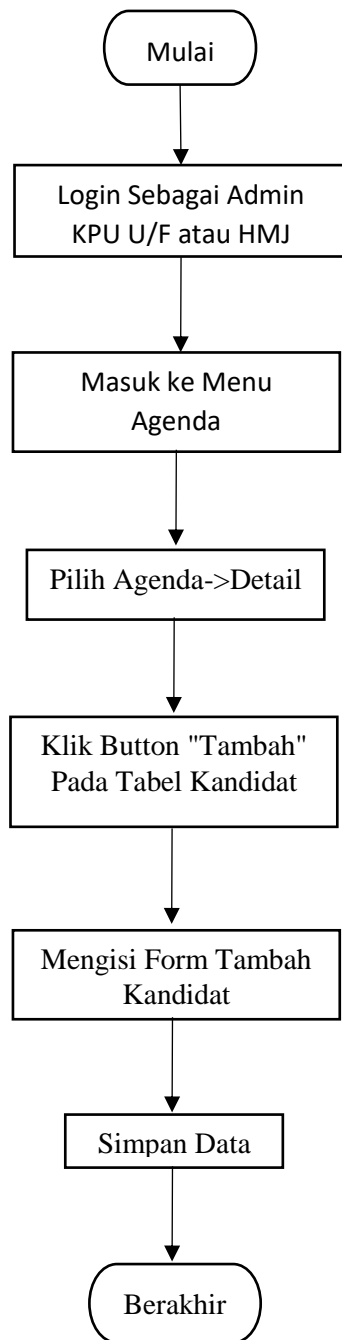 Mulai
Login Sebagai Admin
KPU U/F atau HMJ
Masuk ke Menu
Agenda
Pilih Agenda->Detail
Klik Button "Tambah"
Pada Tabel Kandidat
Mengisi Form Tambah
Kandidat
Simpan Data
Berakhir